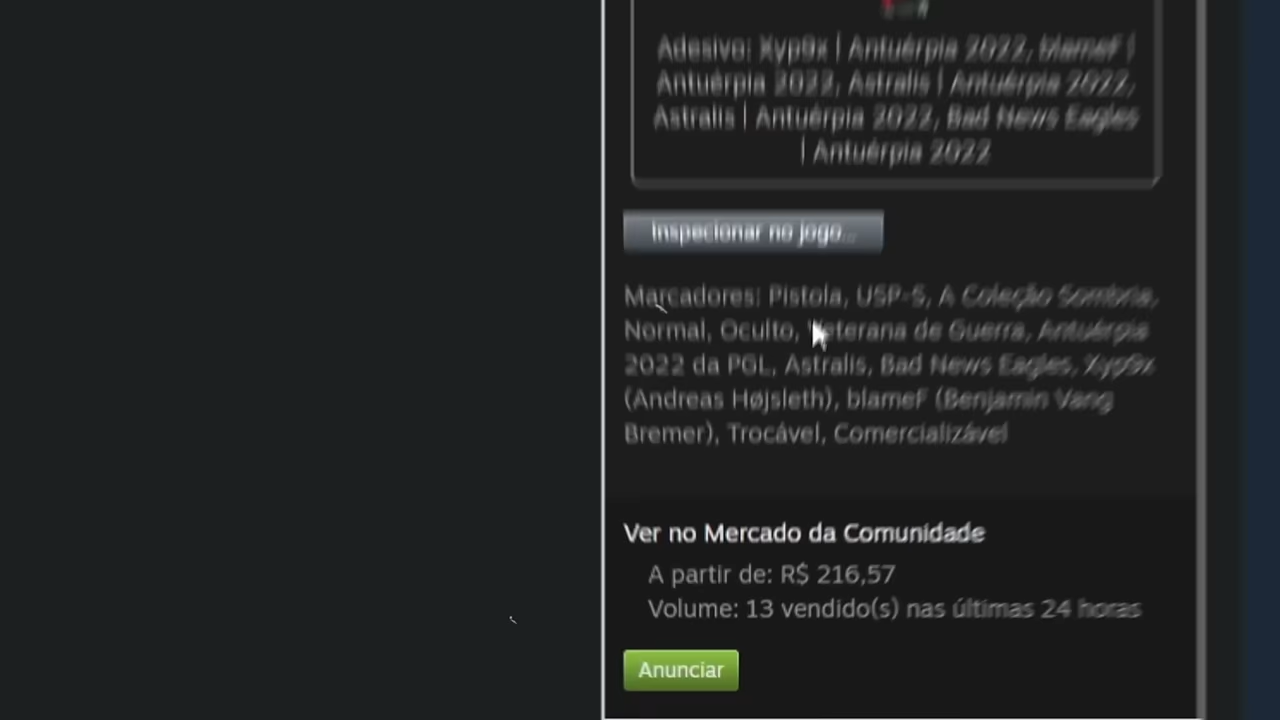 Adesivo: Xyp9x | Antuérpia 2022, blameF |
Antuérpia 2022, Astralis | Antuérpia 2022,
Astralis | Antuérpia 2022, Bad News Eagles
| Antuérpia 2022
Inspecionar no jogo...
Marcadores: Pistola, USP-S, A Coleção Sombria,
Normal, Oculto, Veterana de Guerra, Antuérpia
2022 da PGL, Astralis, Bad News Eagles, Xyp9x
(Andreas Højsleth), blameF (Benjamin Vang
Bremer), Trocável, Comercializável
Ver no Mercado da Comunidade
A partir de: R$ 216,57
Volume: 13 vendido(s) nas últimas 24 horas
Anunciar